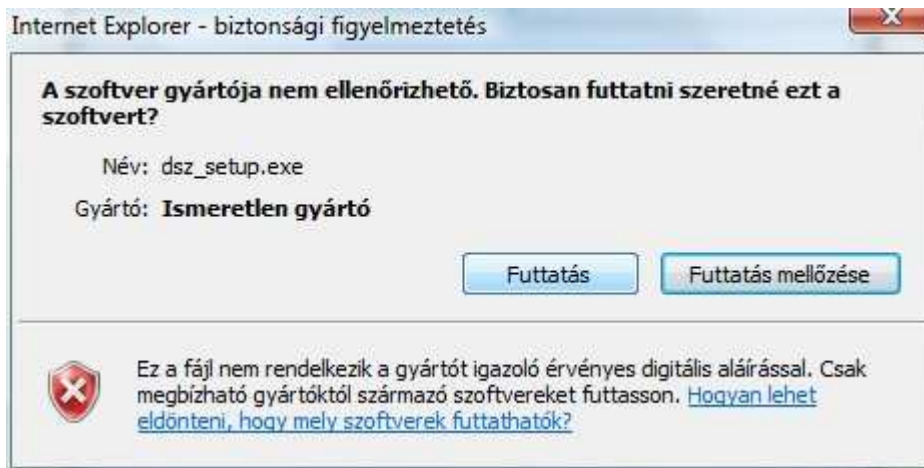 Internet Explorer - biztonsági figyelmeztetés
A szoftver gyártója nem ellenőrizhető. Biztosan futtatni szeretné ezt a
szoftvert?
Név: dsz_setup.exe
Gyártó: Ismeretlen gyártó
Futtatás Futtatás mellőzése
Ez a fájl nem rendelkezik a gyártót igazoló érvényes digitális aláírással. Csak
megbízható gyártóktól származó szoftvereket futtasson. Hogyan lehet
eldönteni, hogy mely szoftverek futtathatók?